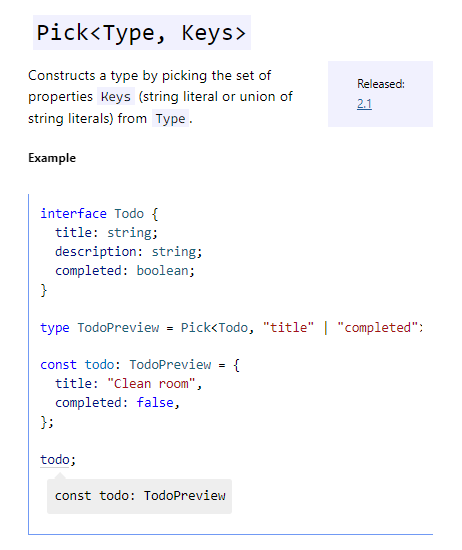 Pick<Type, Keys>
Constructs a type by picking the set of
properties Keys (string literal or union of
string literals) from Type.
Released:
2.1
Example
interface Todo {
  title: string;
  description: string;
  completed: boolean;
}
type TodoPreview = Pick<Todo, "title" | "completed">
const todo: TodoPreview = {
  title: "Clean room",
  completed: false,
};
todo;
const todo: TodoPreview